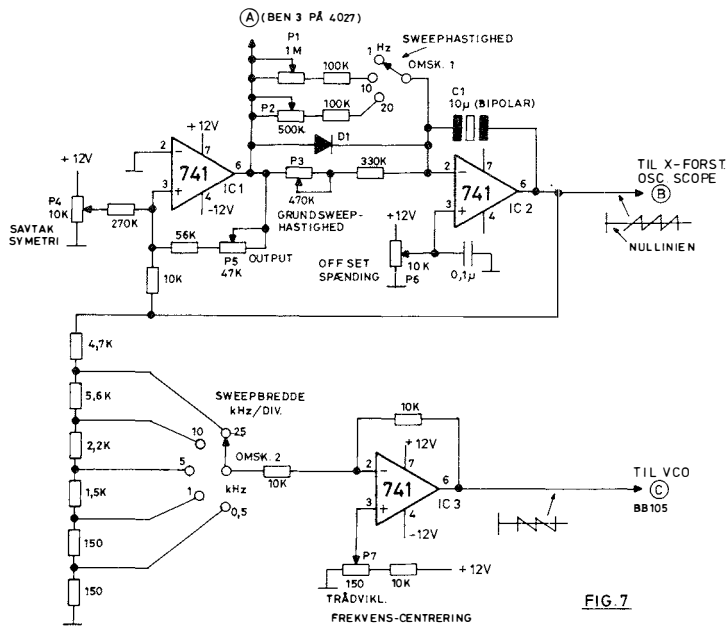 A (BEN 3 PÅ 4027)
P1
1M
100K
P2
500K
100K
1 Hz
10
20
SWEEPHASTIGHED
OMSK. 1
C1
10µ (BIPOLAR)
D1
+12V
2
7
-
741
6
IC1
+
3
4
-12V
P3
470K
330K
GRUNDSWEEP-
HASTIGHED
+12V
P4
10K
270K
SAVTAK
SYMETRI
56K
P5
47K
OUTPUT
10K
2
7
-
741
6
IC 2
+
3
4
+12V
10K
P6
OFFSET
SPÆNDING
0,1µ
TIL X-FORST.
OSC. SCOPE
B
NULLINIEN
4,7K
5,6K
2,2K
1,5K
150
150
SWEEPBREDDE
kHz/DIV.
25
10
5
1
0,5
OMSK. 2
kHz
10K
10K
+12V
2
7
-
741
6
IC 3
+
3
4
-12V
P7
150
10K
+12V
TRÅDVIKL.
FREKVENS-CENTRERING
TIL VCO
C
BB105
FIG. 7